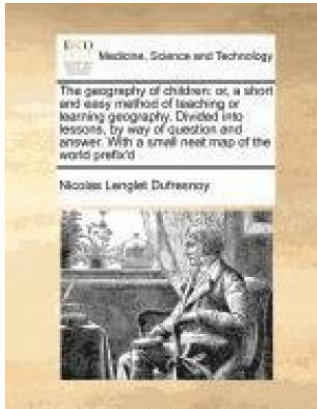 ECCO
Medicine, Science and Technology
The geography of children: or, a short
and easy method of teaching or
learning geography. Divided into
lessons, by way of question and
answer. With a small neat map of the
world prefix'd
Nicolas Lenglet Dufresnoy